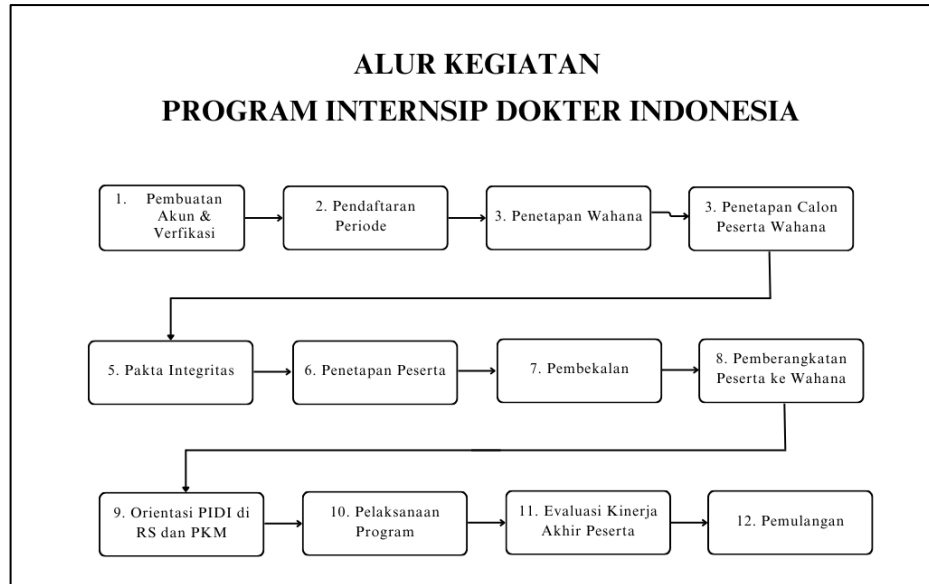 ALUR KEGIATAN
PROGRAM INTERNSIP DOKTER INDONESIA
1. Pembuatan
Akun &
Verfikasi
2. Pendaftaran
Periode
3. Penetapan Wahana
3. Penetapan Calon
Peserta Wahana
5. Pakta Integritas
6. Penetapan Peserta
7. Pembekalan
8. Pemberangkatan
Peserta ke Wahana
9. Orientasi PIDI di
RS dan PKM
10. Pelaksanaan
Program
11. Evaluasi Kinerja
Akhir Peserta
12. Pemulangan